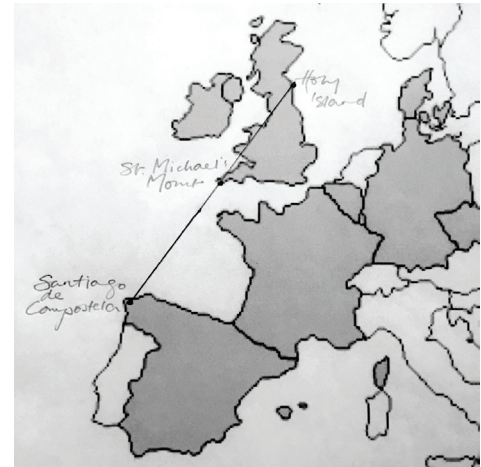 Holy
Island
St. Michael's
Mount
Santiago
de
Compostela